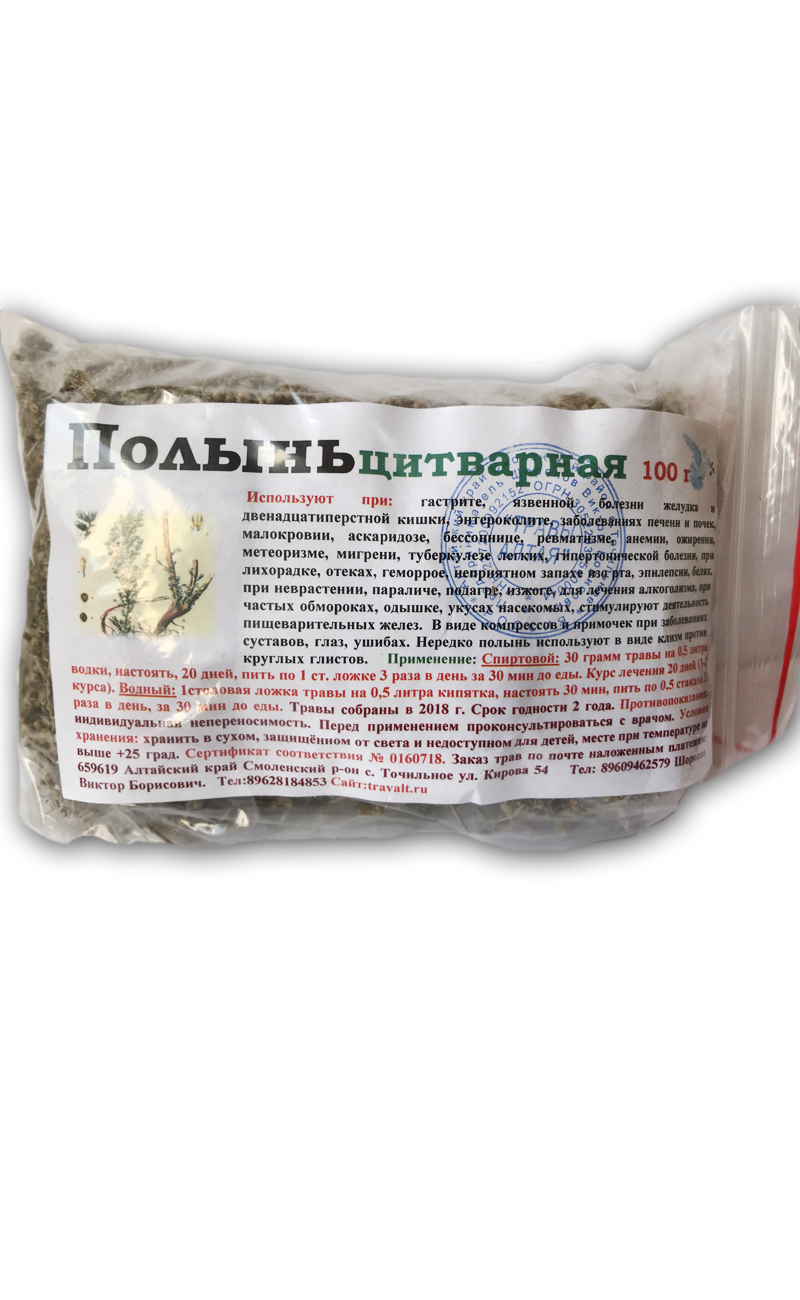 Полынь цитварная 100 г
Используют при: гастрите, язвенной болезни желудка и
двенадцатиперстной кишки, энтероколите, заболеваниях печени и почек,
малокровии, аскаридозе, бессоннице, ревматизме, анемии, ожирении,
метеоризме, мигрени, туберкулезе легких, гипертонической болезни, при
лихорадке, отеках, геморрое, неприятном запахе изо рта, эпилепсии, белях,
при неврастении, параличе, подагре, изжоге, для лечения алкоголизма, при
частых обмороках, одышке, укусах насекомых, стимулируют деятельность
пищеварительных желез. В виде компрессов и примочек при заболеваниях
суставов, глаз, ушибах. Нередко полынь используют в виде клизм против
круглых глистов. Применение: Спиртовой: 30 грамм травы на 0,5 литра
водки, настоять, 20 дней, пить по 1 ст. ложке 3 раза в день за 30 мин до еды. Курс лечения 20 дней (1-2
курса). Водный: 1столовая ложка травы на 0,5 литра кипятка, настоять 30 мин, пить по 0,5 стакана 3
раза в день, за 30 мин до еды. Травы собраны в 2018 г. Срок годности 2 года. Противопоказания:
индивидуальная непереносимость. Перед применением проконсультироваться с врачом. Условия
хранения: хранить в сухом, защищённом от света и недоступном для детей, месте при температуре не
выше +25 град. Сертификат соответствия № 0160718. Заказ трав по почте наложенным платежом:
659619 Алтайский край Смоленский р-он с. Точильное ул. Кирова 54 Тел: 89609462579
Виктор Борисович. Тел:89628184853 Сайт:travalt.ru
"ТРАВЫ
АЛТАЯ"